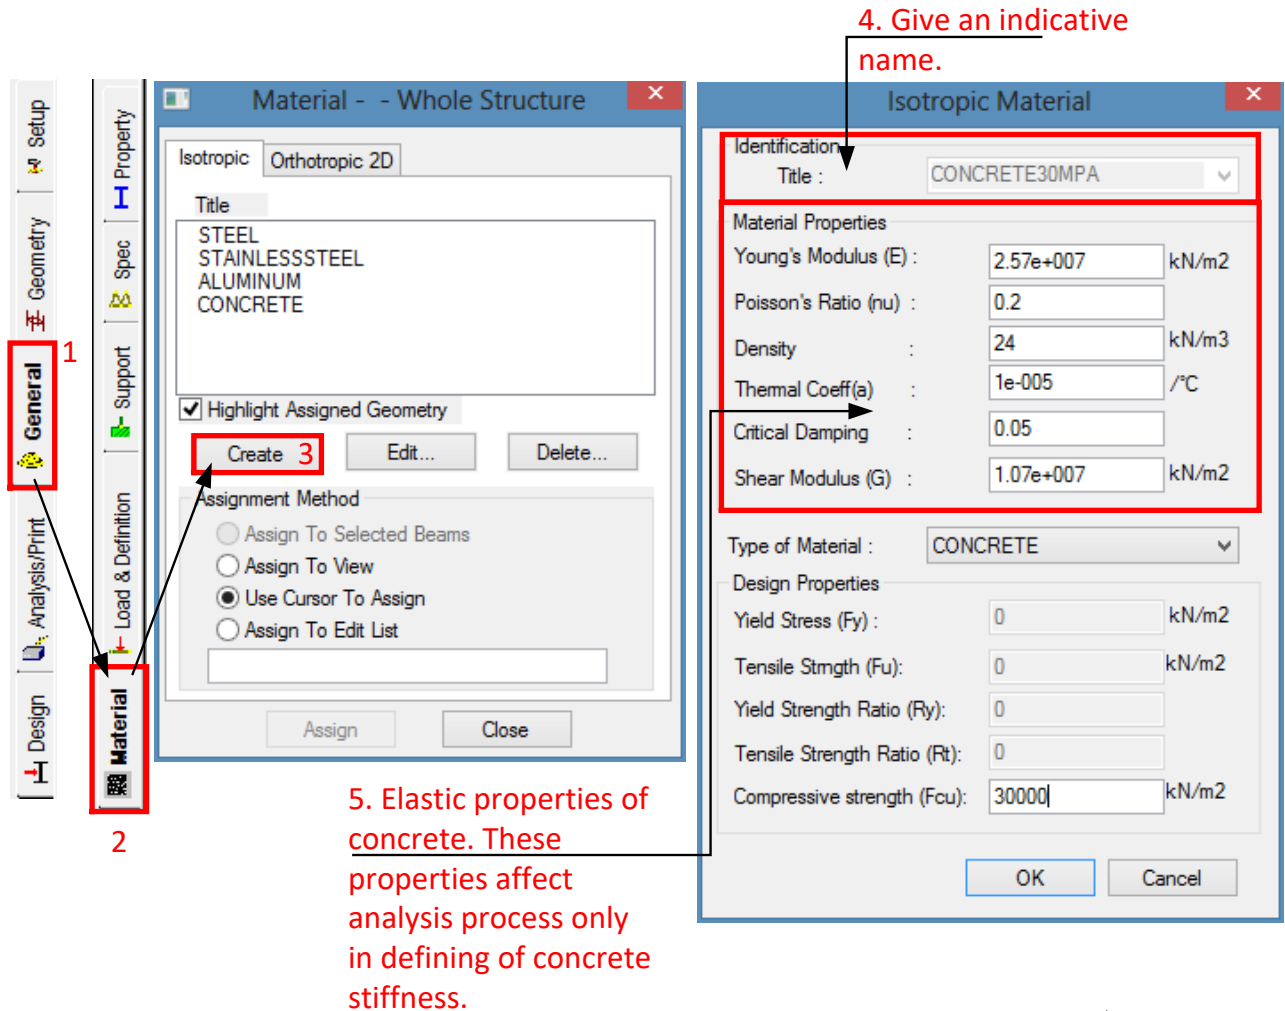 4. Give an indicative
name.
Setup
Geometry
General
Analysis/Print
Design
1
Property
Spec
Support
Load & Definition
Material
2
Material - - Whole Structure
Isotropic
Orthotropic 2D
Title
STEEL
STAINLESSSTEEL
ALUMINUM
CONCRETE
Highlight Assigned Geometry
Create 3
Edit...
Delete...
Assignment Method
Assign To Selected Beams
Assign To View
Use Cursor To Assign
Assign To Edit List
Assign
Close
Isotropic Material
Identification
Title : CONCRETE30MPA
Material Properties
Young's Modulus (E) : 2.57e+007 kN/m2
Poisson's Ratio (nu) : 0.2
Density : 24 kN/m3
Thermal Coeff(a) : 1e-005 /°C
Critical Damping : 0.05
Shear Modulus (G) : 1.07e+007 kN/m2
Type of Material : CONCRETE
Design Properties
Yield Stress (Fy) : 0 kN/m2
Tensile Strngth (Fu): 0 kN/m2
Yield Strength Ratio (Ry): 0
Tensile Strength Ratio (Rt): 0
Compressive strength (Fcu): 30000 kN/m2
OK
Cancel
5. Elastic properties of
concrete. These
properties affect
analysis process only
in defining of concrete
stiffness.